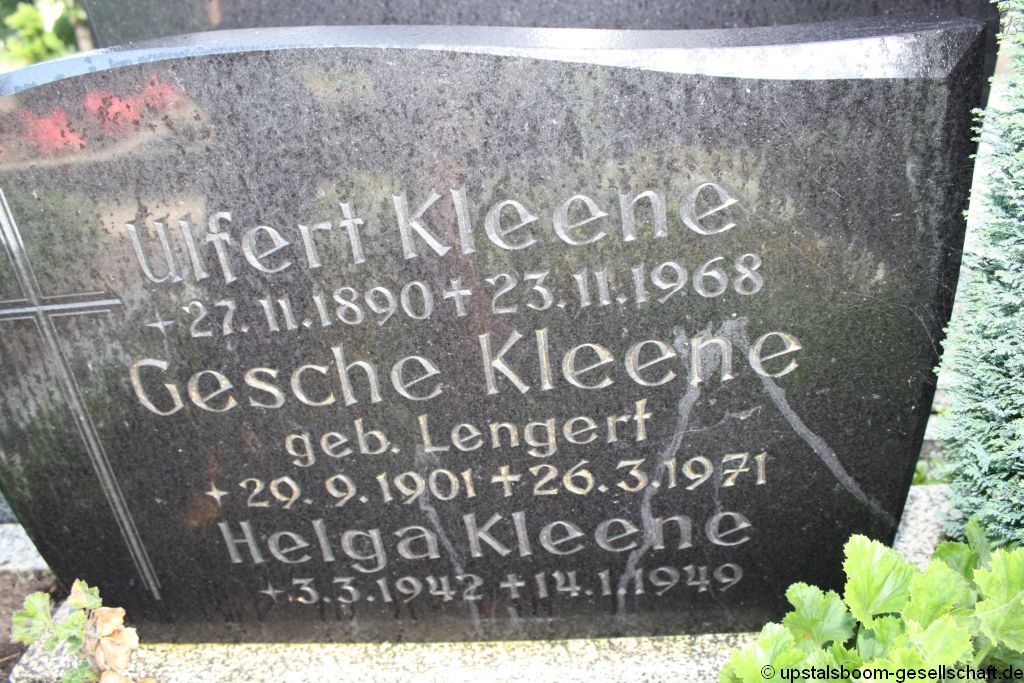 Ulfert Kleene
27.11.1890 † 23.11.1968
Gesche Kleene
geb. Lengert
29.9.1901 † 26.3.1971
Helga Kleene
3.3.1942 † 14.1.1949
© upstalsboom-gesellschaft.de